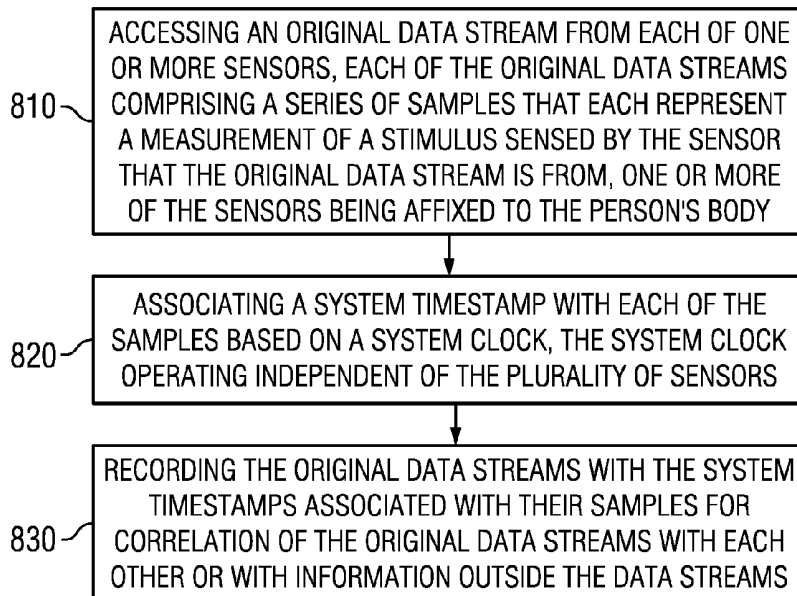 ACCESSING AN ORIGINAL DATA STREAM FROM EACH OF ONE
OR MORE SENSORS, EACH OF THE ORIGINAL DATA STREAMS
810
COMPRISING A SERIES OF SAMPLES THAT EACH REPRESENT
A MEASUREMENT OF A STIMULUS SENSED BY THE SENSOR
THAT THE ORIGINAL DATA STREAM IS FROM, ONE OR MORE
OF THE SENSORS BEING AFFIXED TO THE PERSON'S BODY
ASSOCIATING A SYSTEM TIMESTAMP WITH EACH OF THE
820
SAMPLES BASED ON A SYSTEM CLOCK, THE SYSTEM CLOCK
OPERATING INDEPENDENT OF THE PLURALITY OF SENSORS
RECORDING THE ORIGINAL DATA STREAMS WITH THE SYSTEM
TIMESTAMPS ASSOCIATED WITH THEIR SAMPLES FOR
830
CORRELATION OF THE ORIGINAL DATA STREAMS WITH EACH
OTHER OR WITH INFORMATION OUTSIDE THE DATA STREAMS